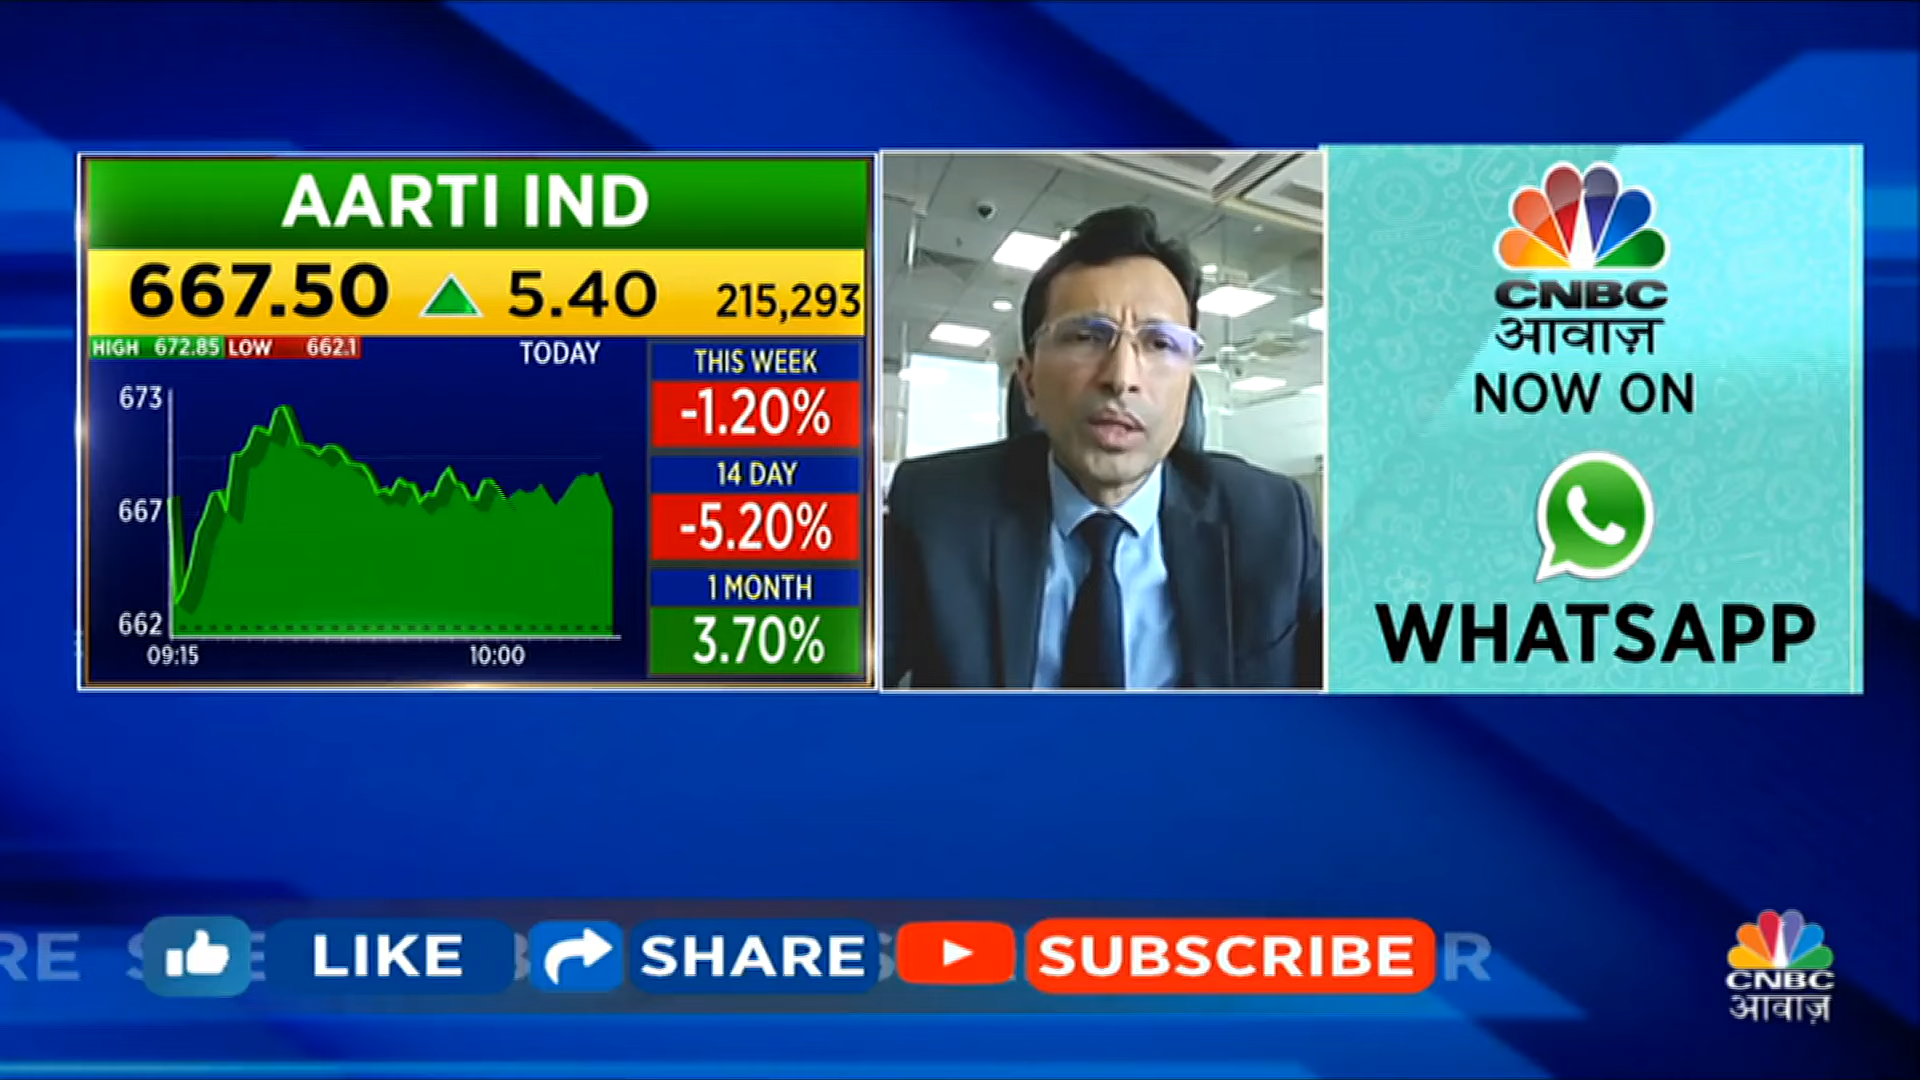 AARTI IND
667.50 5.40 215,293
HIGH 672.85 LOW 662.1
TODAY
673
667
662
09:15 10:00
THIS WEEK
-1.20%
14 DAY
-5.20%
1 MONTH
3.70%
CNBC
आवाज़
NOW ON
WHATSAPP
LIKE SHARE SUBSCRIBE
CNBC
आवाज़